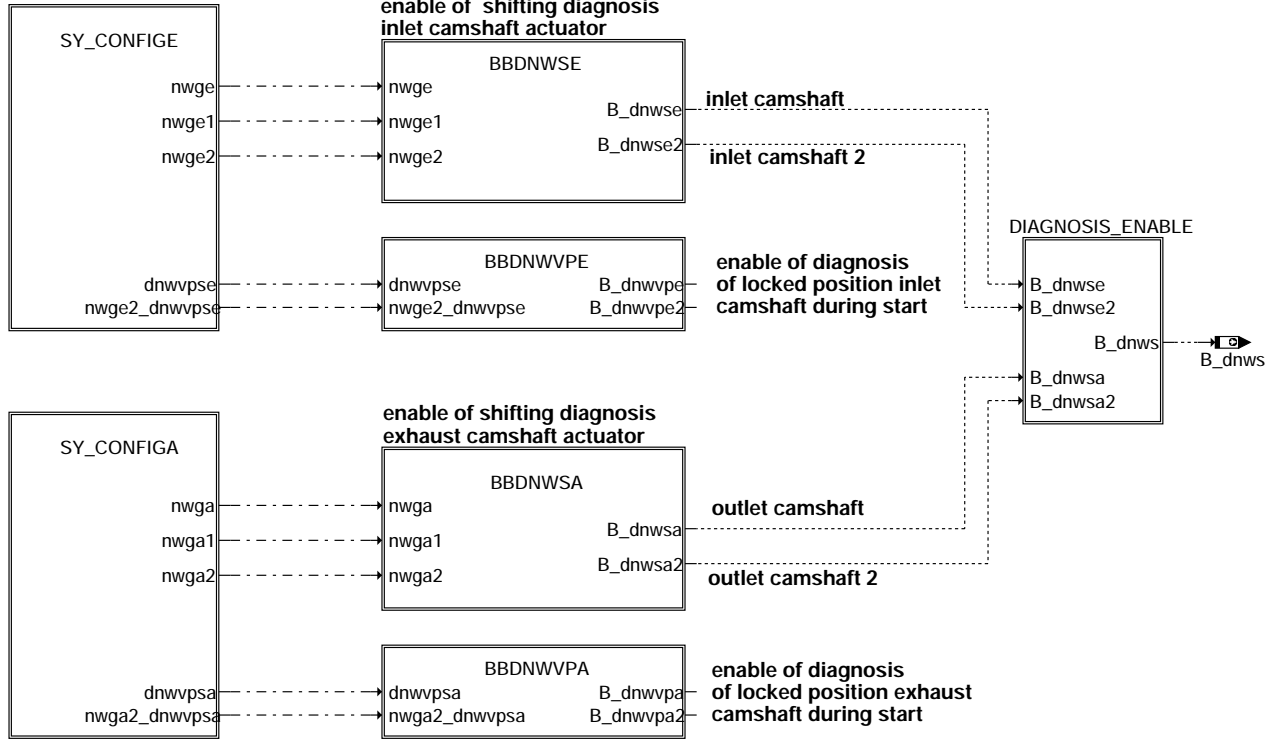 enable of shifting diagnosis
inlet camshaft actuator
SY_CONFIGE
nwge
nwge1
nwge2
dnwvpse
nwge2_dnwvpse
BBDNWSE
nwge
nwge1
nwge2
B_dnwse
B_dnwse2
inlet camshaft
inlet camshaft 2
BBDNWVPE
dnwvpse
nwge2_dnwvpse
B_dnwvpe
B_dnwvpe2
enable of diagnosis
of locked position inlet
camshaft during start
DIAGNOSIS_ENABLE
B_dnwse
B_dnwse2
B_dnws
B_dnwsa
B_dnwsa2
B_dnws
enable of shifting diagnosis
exhaust camshaft actuator
SY_CONFIGA
nwga
nwga1
nwga2
dnwvpsa
nwga2_dnwvpsa
BBDNWSA
nwga
nwga1
nwga2
B_dnwsa
B_dnwsa2
outlet camshaft
outlet camshaft 2
BBDNWVPA
dnwvpsa
nwga2_dnwvpsa
B_dnwvpa
B_dnwvpa2
enable of diagnosis
of locked position exhaust
camshaft during start